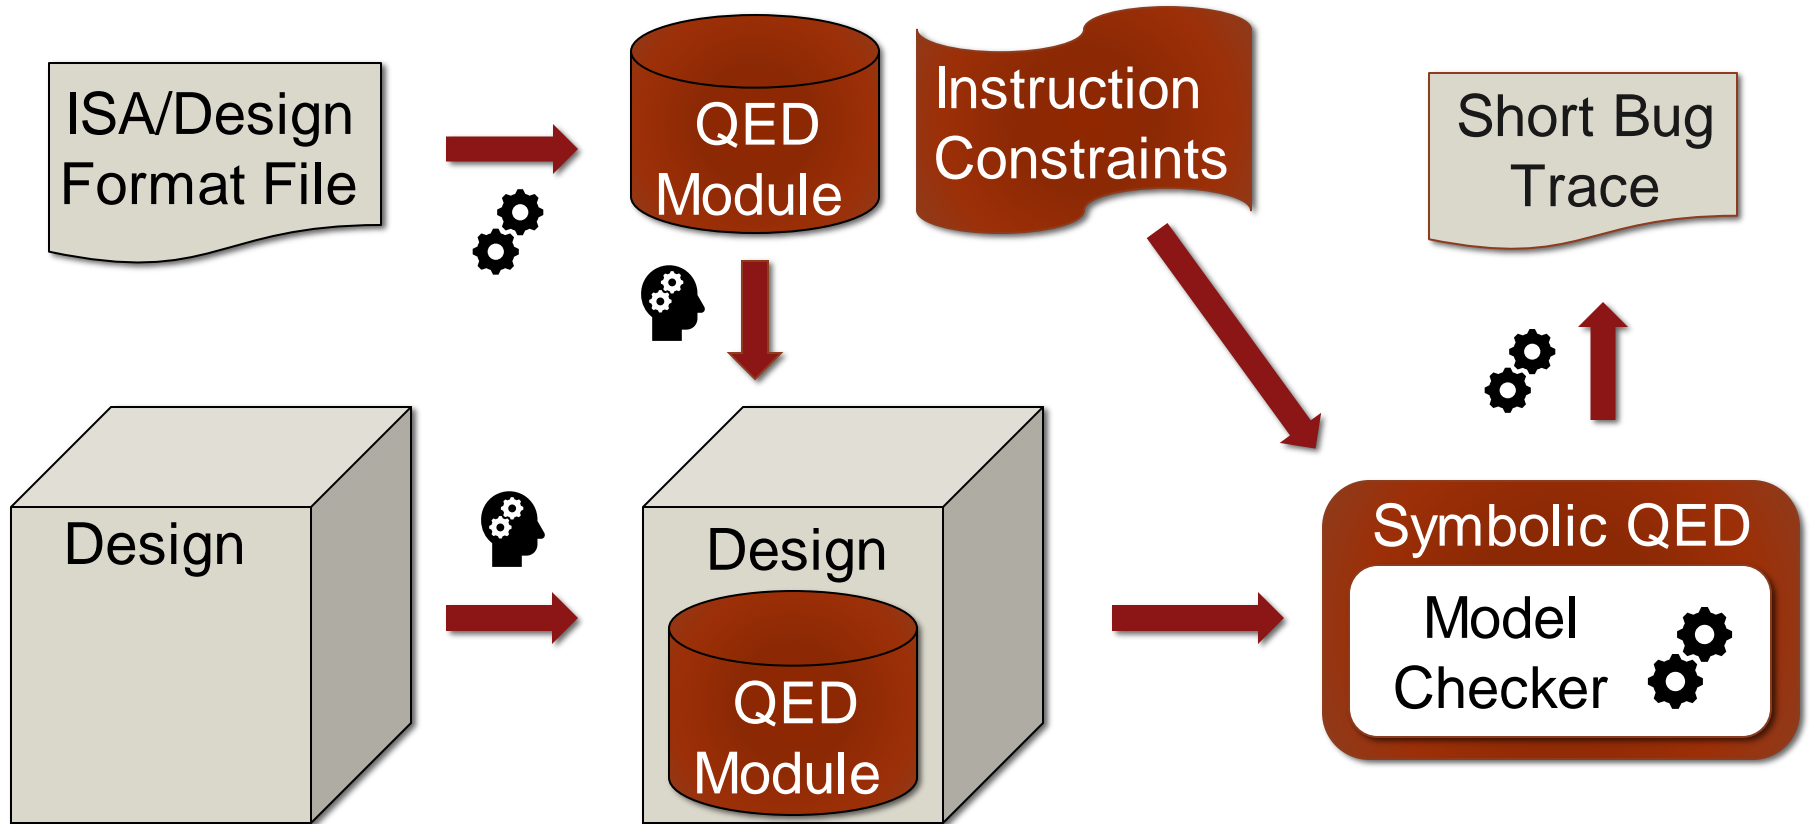 ISA/Design
Format File
QED
Module
Instruction
Constraints
Short Bug
Trace
Design
Design
QED
Module
Symbolic QED
Model
Checker